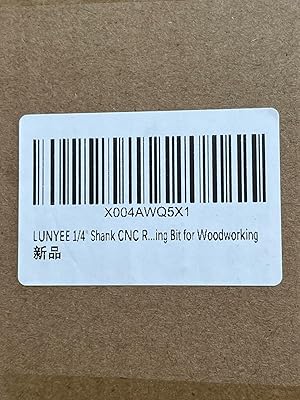 X004AWQ5X1
LUNYEE 1/4" Shank CNC R...ing Bit for Woodworking
新品